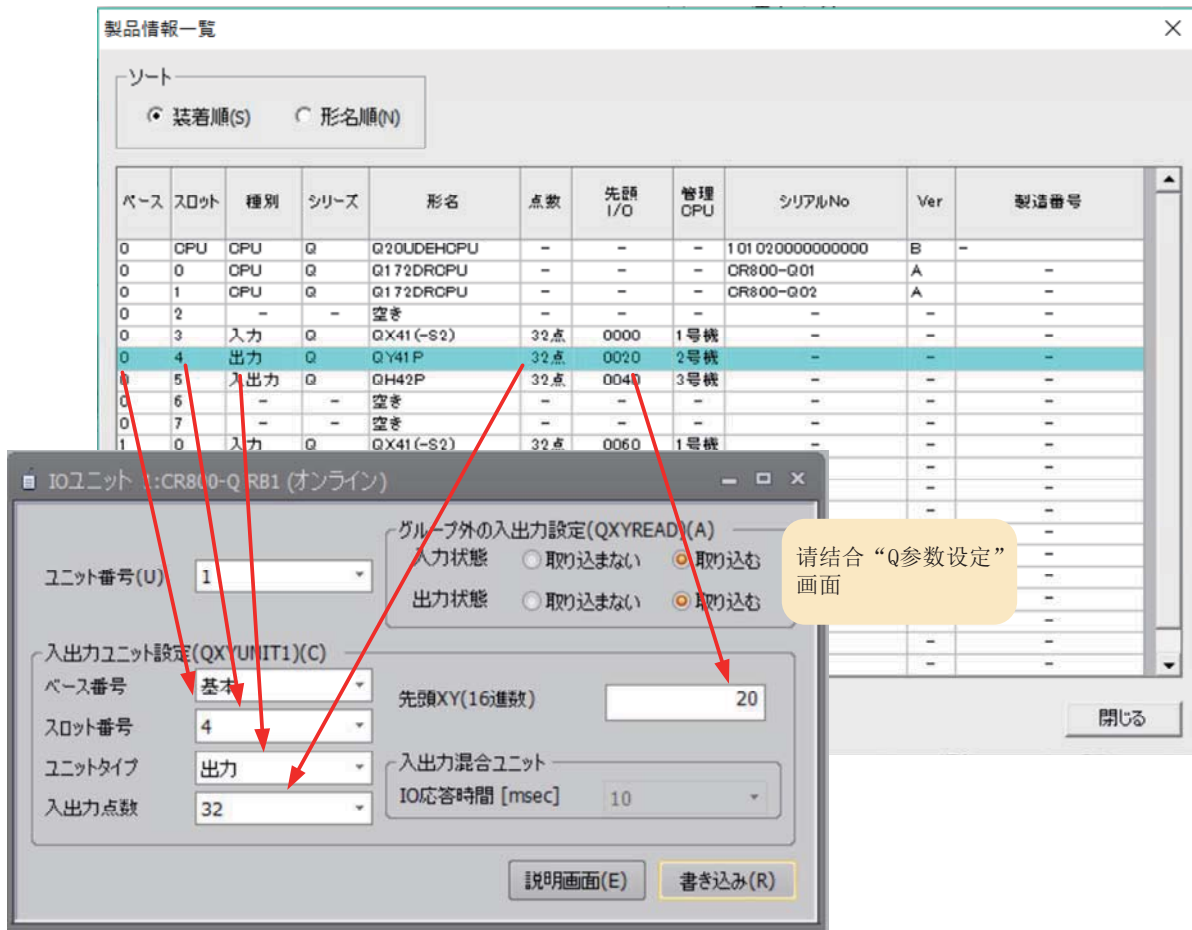 製品情報一覧
ソート
装着順(S) 形名順(N)
ベース スロット 種別 シリーズ 形名 点数 先頭I/O 管理CPU シリアルNo Ver 製造番号
0 CPU CPU Q Q20UDEHCPU - - - 101020000000000 B -
0 0 CPU Q Q172DRCPU - - - CR800-Q01 A -
0 1 CPU Q Q172DRCPU - - - CR800-Q02 A -
0 2 - - 空き - - - - - -
0 3 入力 Q QX41(-S2) 32点 0000 1号機 - - -
0 4 出力 Q QY41P 32点 0020 2号機 - - -
0 5 入出力 Q QH42P 32点 0040 3号機 - - -
0 6 - - 空き - - - - - -
0 7 - - 空き - - - - - -
1 0 入力 Q QX41(-S2) 32点 0060 1号機 - - -
IOユニット 1:CR800-Q RB1 (オンライン)
ユニット番号(U) 1
グループ外の入出力設定(QXYREAD)(A)
入力状態 取り込まない 取り込む
出力状態 取り込まない 取り込む
请结合“Q参数设定”
画面
入出力ユニット設定(QXYUNIT1)(C)
ベース番号 基本
スロット番号 4
ユニットタイプ 出力
入出力点数 32
先頭XY(16進数) 20
入出力混合ユニット
IO応答時間 [msec] 10
閉じる
説明画面(E) 書き込み(R)